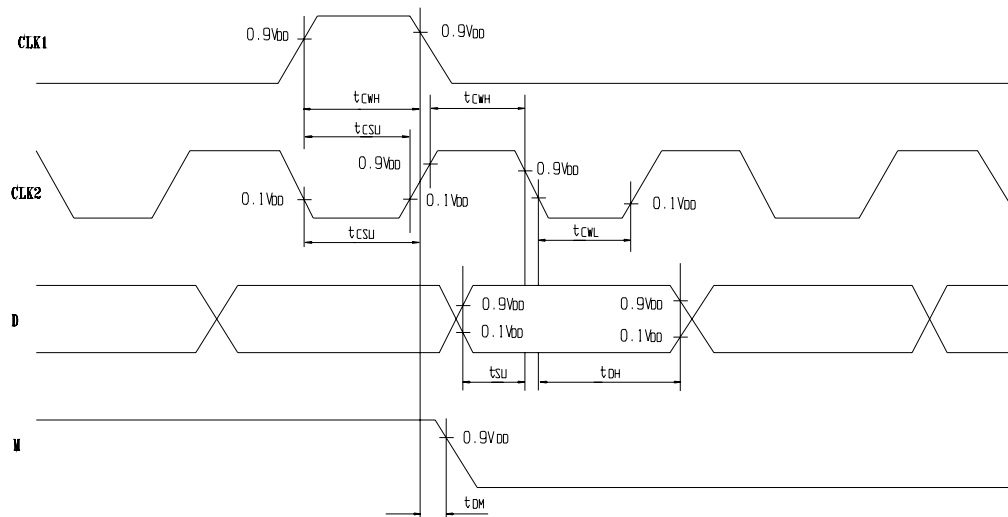 CLK1
0.9VDD
0.9VDD
tCWH
tCWH
tCSU
CLK2
0.9VDD
0.9VDD
0.1VDD
0.1VDD
0.1VDD
tCSU
tCWL
D
0.9VDD
0.9VDD
0.1VDD
0.1VDD
tSU
tDH
M
0.9VDD
tDM